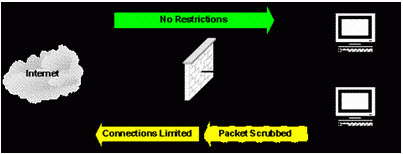 No Restrictions
Internet
Connections Limited
Packet Scrubbed